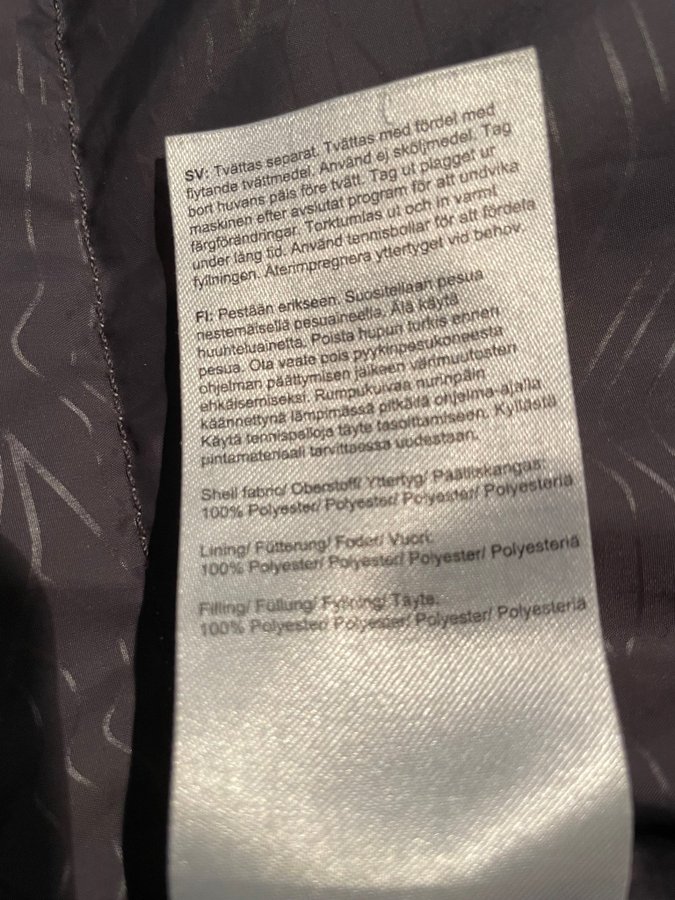 SV: Tvättas separat. Tvättas med fördel med
flytande tvättmedel. Använd ej sköljmedel. Tag
bort huvans päls före tvätt. Tag ut plagget ur
maskinen efter avslutat program för att undvika
färgförändringar. Torktumlas ut och in varmt
under lång tid. Använd tennisbollar för att fördela
fyllningen. Återimpregnera yttertyget vid behov.
FI: Pestään erikseen. Suositellaan pesua
nestemäisellä pesuaineella. Älä käytä
huuhteluainetta. Poista hupun turkis ennen
pesua. Ota vaate pois pyykinpesukoneesta
ohjelman päättymisen jälkeen värimuutosten
ehkäisemiseksi. Rumpukuivaa nurinpäin
käännettynä lämpimässä pitkällä ohjelma-ajalla
Käytä tennispalloja täyte tasoittamiseen. Kyllästä
pintamateriaali tarvittaessa uudestaan.
Shell fabric/ Oberstoff/ Yttertyg/ Päälliskangas:
100% Polyester/ Polyester/ Polyester/ Polyesteriä
Lining/ Fütterung/ Foder/ Vuori:
100% Polyester/ Polyester/ Polyester/ Polyesteriä
Filling/ Füllung/ Fyllning/ Täyte:
100% Polyester/ Polyester/ Polyester/ Polyesteriä